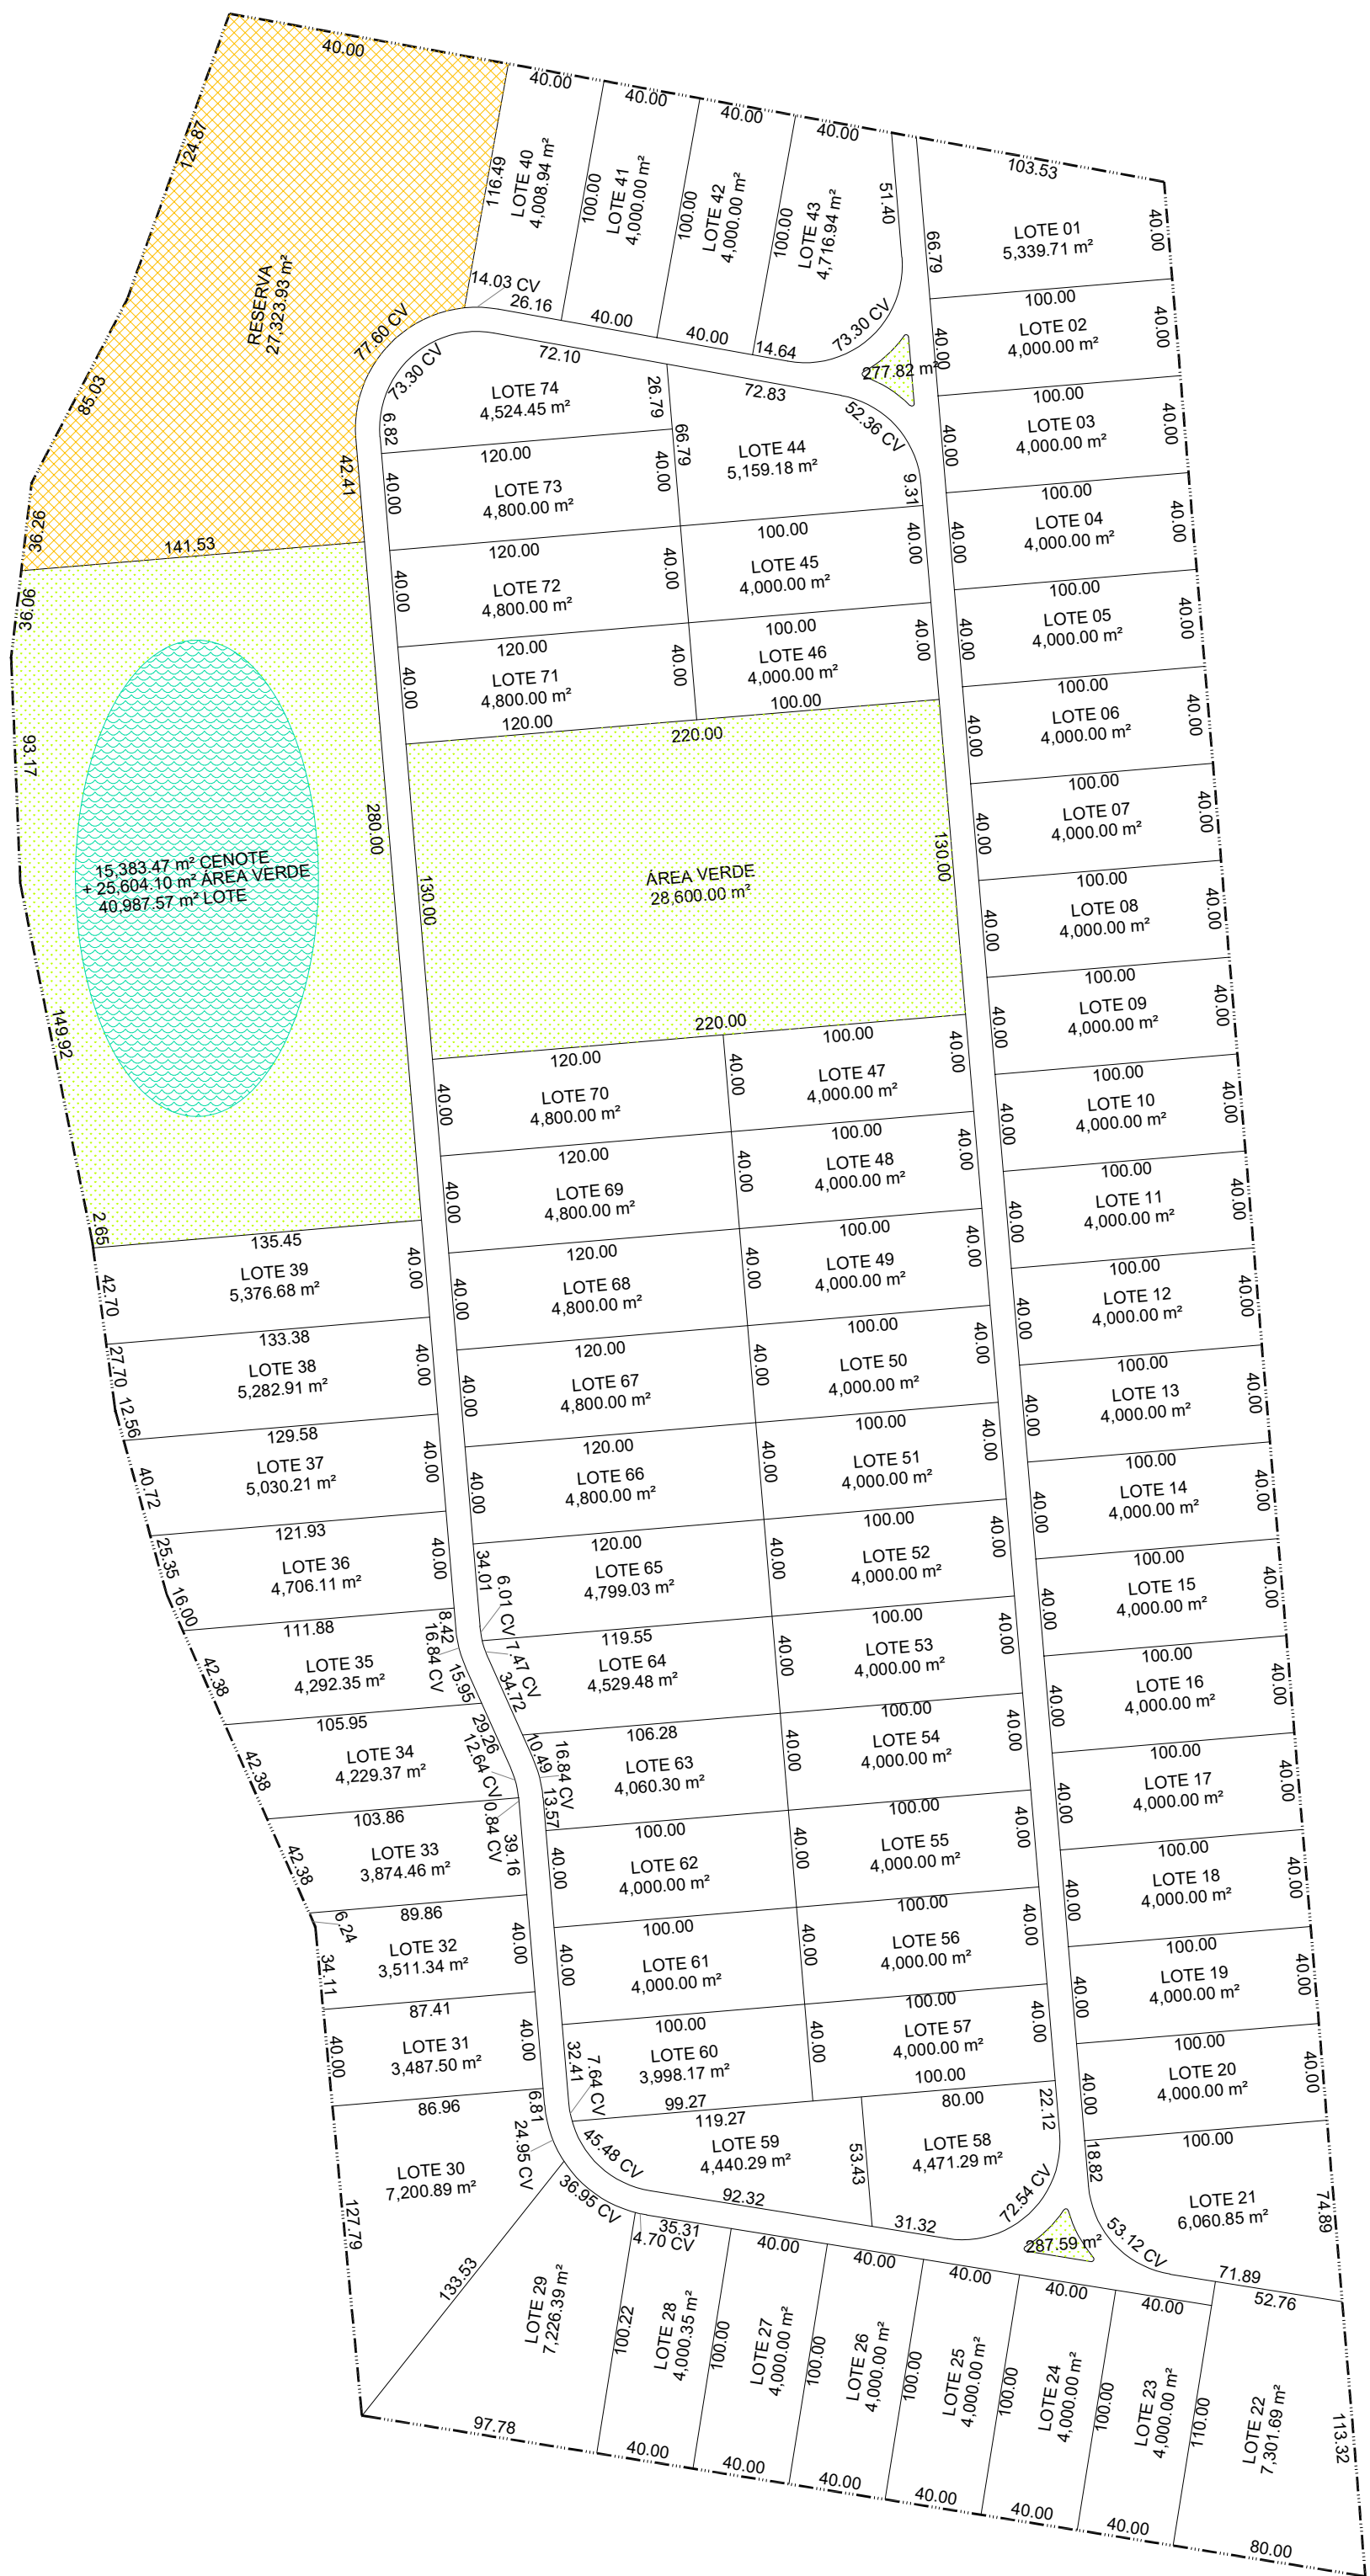 40.00
124.87
RESERVA
27,323.93 m²
85.03
36.26
141.53
77.60 CV
42.41
116.49
LOTE 40
4,008.94 m²
40.00
14.03 CV
26.16
100.00
LOTE 41
4,000.00 m²
40.00
40.00
100.00
LOTE 42
4,000.00 m²
40.00
40.00
100.00
LOTE 43
4,716.94 m²
40.00
14.64
51.40
73.30 CV
277.82 m²
103.53
66.79
LOTE 01
5,339.71 m²
40.00
100.00
40.00
LOTE 02
4,000.00 m²
40.00
100.00
40.00
LOTE 03
4,000.00 m²
40.00
100.00
40.00
LOTE 04
4,000.00 m²
40.00
100.00
40.00
LOTE 05
4,000.00 m²
40.00
100.00
40.00
LOTE 06
4,000.00 m²
40.00
100.00
40.00
LOTE 07
4,000.00 m²
40.00
100.00
40.00
LOTE 08
4,000.00 m²
40.00
100.00
40.00
LOTE 09
4,000.00 m²
40.00
100.00
40.00
LOTE 10
4,000.00 m²
40.00
100.00
40.00
LOTE 11
4,000.00 m²
40.00
100.00
40.00
LOTE 12
4,000.00 m²
40.00
100.00
40.00
LOTE 13
4,000.00 m²
40.00
100.00
40.00
LOTE 14
4,000.00 m²
40.00
100.00
40.00
LOTE 15
4,000.00 m²
40.00
100.00
40.00
LOTE 16
4,000.00 m²
40.00
100.00
40.00
LOTE 17
4,000.00 m²
40.00
100.00
40.00
LOTE 18
4,000.00 m²
40.00
100.00
40.00
LOTE 19
4,000.00 m²
40.00
100.00
40.00
LOTE 20
4,000.00 m²
40.00
100.00
18.82
LOTE 21
6,060.85 m²
74.89
53.12 CV
71.89
52.76
73.30 CV
72.10
6.82
LOTE 74
4,524.45 m²
26.79
120.00
40.00
LOTE 73
4,800.00 m²
40.00
120.00
40.00
LOTE 72
4,800.00 m²
40.00
120.00
40.00
LOTE 71
4,800.00 m²
40.00
120.00
72.83
52.36 CV
66.79
LOTE 44
5,159.18 m²
9.31
100.00
LOTE 45
4,000.00 m²
40.00
100.00
LOTE 46
4,000.00 m²
40.00
100.00
220.00
130.00
ÁREA VERDE
28,600.00 m²
130.00
220.00
36.06
93.17
15,383.47 m² CENOTE
+ 25,604.10 m² ÁREA VERDE
40,987.57 m² LOTE
280.00
149.92
2.65
120.00
40.00
LOTE 70
4,800.00 m²
40.00
100.00
LOTE 47
4,000.00 m²
40.00
120.00
40.00
LOTE 69
4,800.00 m²
40.00
100.00
LOTE 48
4,000.00 m²
40.00
120.00
40.00
LOTE 68
4,800.00 m²
40.00
100.00
LOTE 49
4,000.00 m²
40.00
120.00
40.00
LOTE 67
4,800.00 m²
40.00
100.00
LOTE 50
4,000.00 m²
40.00
120.00
40.00
LOTE 66
4,800.00 m²
40.00
100.00
LOTE 51
4,000.00 m²
40.00
120.00
34.01
6.01 CV
LOTE 65
4,799.03 m²
40.00
100.00
LOTE 52
4,000.00 m²
40.00
119.55
7.47 CV
34.72
LOTE 64
4,529.48 m²
40.00
100.00
LOTE 53
4,000.00 m²
40.00
106.28
10.49
16.84 CV
13.57
LOTE 63
4,060.30 m²
40.00
100.00
LOTE 54
4,000.00 m²
40.00
100.00
40.00
LOTE 62
4,000.00 m²
40.00
100.00
LOTE 55
4,000.00 m²
40.00
100.00
40.00
LOTE 61
4,000.00 m²
40.00
100.00
LOTE 56
4,000.00 m²
40.00
100.00
32.41
7.64 CV
LOTE 60
3,998.17 m²
40.00
99.27
100.00
LOTE 57
4,000.00 m²
40.00
100.00
119.27
45.48 CV
LOTE 59
4,440.29 m²
92.32
53.43
80.00
LOTE 58
4,471.29 m²
22.12
72.54 CV
31.32
287.59 m²
135.45
42.70
LOTE 39
5,376.68 m²
40.00
133.38
27.70
12.56
LOTE 38
5,282.91 m²
40.00
129.58
40.72
LOTE 37
5,030.21 m²
40.00
121.93
25.35
16.00
LOTE 36
4,706.11 m²
40.00
111.88
42.38
LOTE 35
4,292.35 m²
8.42
16.84 CV
15.95
105.95
42.38
LOTE 34
4,229.37 m²
29.26
12.64 CV
103.86
42.38
LOTE 33
3,874.46 m²
0.84 CV
39.16
89.86
6.24
34.11
LOTE 32
3,511.34 m²
40.00
87.41
40.00
LOTE 31
3,487.50 m²
40.00
86.96
127.79
LOTE 30
7,200.89 m²
6.81
24.95 CV
133.53
36.95 CV
LOTE 29
7,226.39 m²
97.78
100.22
4.70 CV
35.31
LOTE 28
4,000.35 m²
40.00
100.00
40.00
LOTE 27
4,000.00 m²
40.00
100.00
40.00
LOTE 26
4,000.00 m²
40.00
100.00
40.00
LOTE 25
4,000.00 m²
40.00
100.00
40.00
LOTE 24
4,000.00 m²
40.00
100.00
40.00
LOTE 23
4,000.00 m²
40.00
110.00
LOTE 22
7,301.69 m²
113.32
80.00